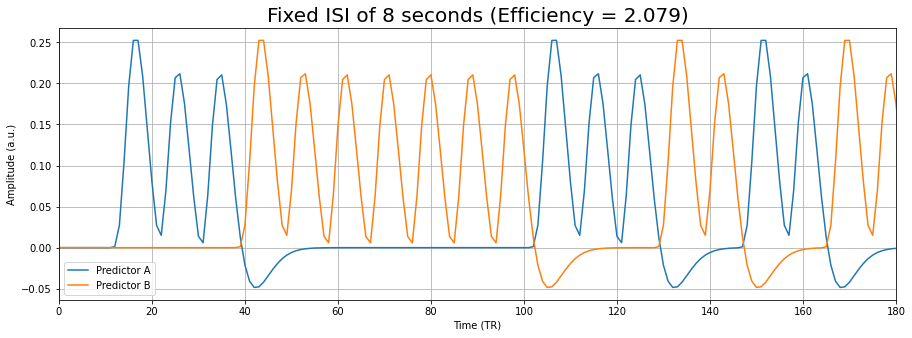 Fixed ISI of 8 seconds (Efficiency = 2.079)
Amplitude (a.u.)
0.25
0.20
0.15
0.10
0.05
0.00
−0.05
Predictor A
Predictor B
0 20 40 60 80 100 120 140 160 180
Time (TR)